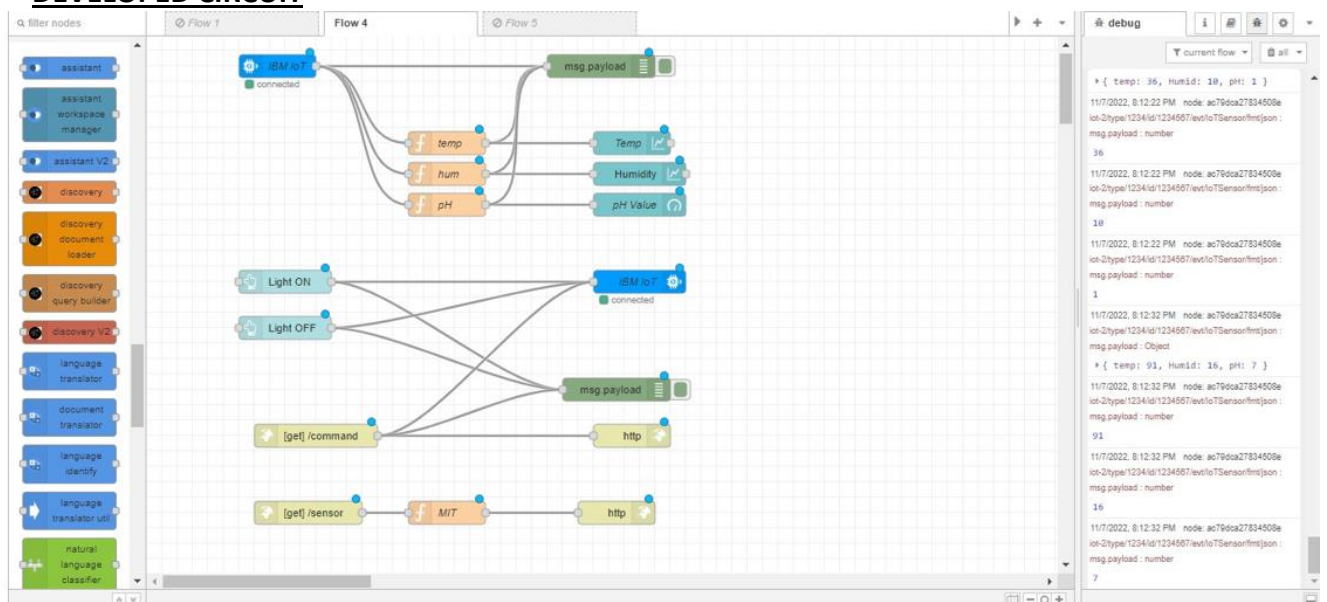 DEVELOPED CIRCUIT
filter nodes
Flow 1
Flow 4
Flow 5
debug
i
current flow
all
assistant
assistant
workspace
manager
assistant V2
discovery
discovery
document
loader
discovery
query builder
discovery V2
language
translator
document
translator
language
identify
language
translator util
natural
language
classifier
IBM IoT
connected
msg.payload
f temp
Temp
f hum
Humidity
f pH
pH Value
Light ON
IBM IoT
connected
Light OFF
msg.payload
[get] /command
http
[get] /sensor
f MIT
http
{ temp: 36, Humid: 10, pH: 1 }
11/7/2022, 8:12:22 PM node: ac79dca27834508e
iot-2/type/1234/id/1234567/evt/IoTSensor/fmt/json :
msg.payload : number
36
11/7/2022, 8:12:22 PM node: ac79dca27834508e
iot-2/type/1234/id/1234567/evt/IoTSensor/fmt/json :
msg.payload : number
10
11/7/2022, 8:12:22 PM node: ac79dca27834508e
iot-2/type/1234/id/1234567/evt/IoTSensor/fmt/json :
msg.payload : number
1
11/7/2022, 8:12:32 PM node: ac79dca27834508e
iot-2/type/1234/id/1234567/evt/IoTSensor/fmt/json :
msg.payload : Object
{ temp: 91, Humid: 16, pH: 7 }
11/7/2022, 8:12:32 PM node: ac79dca27834508e
iot-2/type/1234/id/1234567/evt/IoTSensor/fmt/json :
msg.payload : number
91
11/7/2022, 8:12:32 PM node: ac79dca27834508e
iot-2/type/1234/id/1234567/evt/IoTSensor/fmt/json :
msg.payload : number
16
11/7/2022, 8:12:32 PM node: ac79dca27834508e
iot-2/type/1234/id/1234567/evt/IoTSensor/fmt/json :
msg.payload : number
7